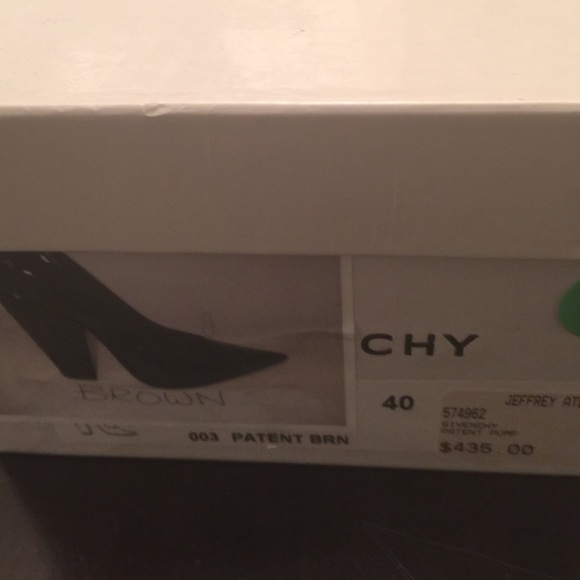 CHY
BROWN
003 PATENT BRN
40
JEFFREY AT
574962
GIVENCHY
PATENT PUMP
$435.00